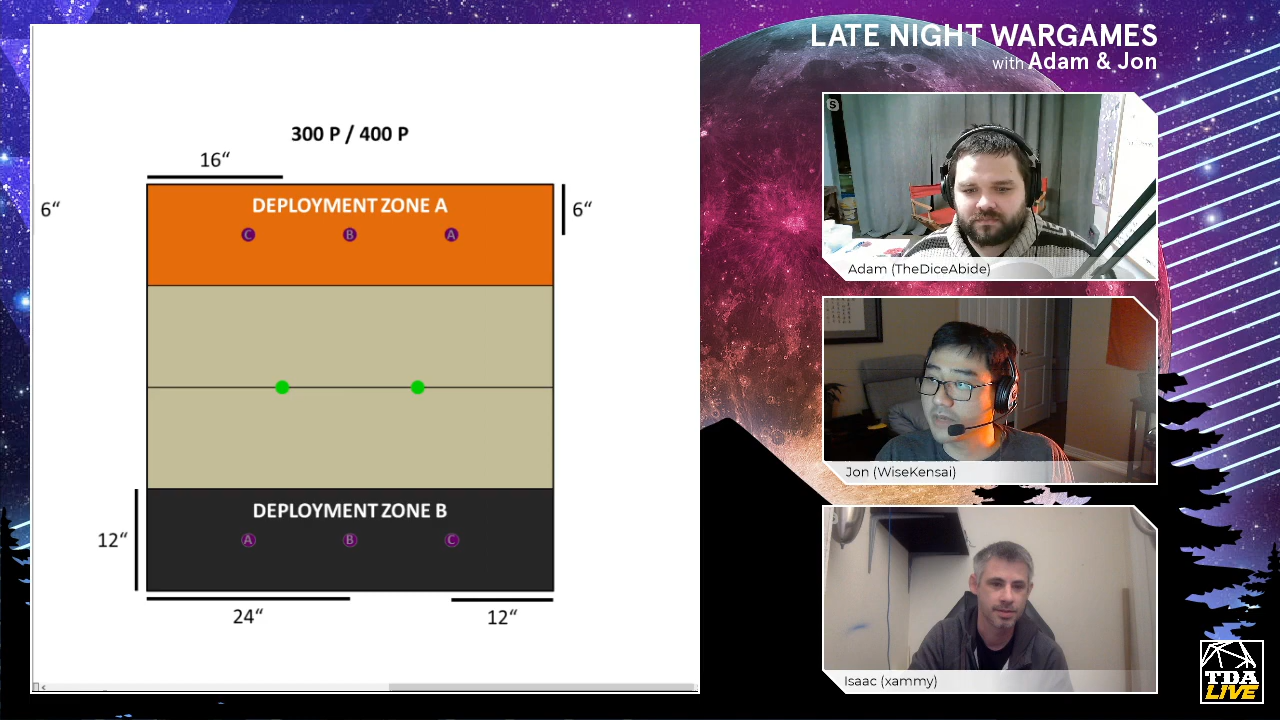 LATE NIGHT WARGAMES
with Adam & Jon
300 P / 400 P
16“
6“
DEPLOYMENT ZONE A
6“
C B A
DEPLOYMENT ZONE B
12“
A B C
24“
12“
S
Adam (TheDiceAbide)
Jon (WiseKensai)
Isaac (xammy)
TDA
LIVE